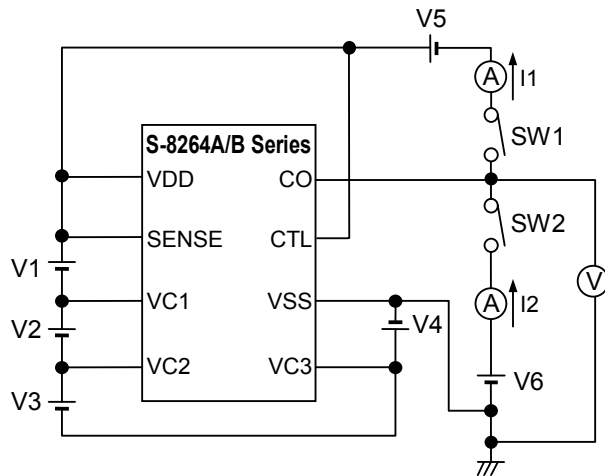 V5
A
I1
SW1
S-8264A/B Series
VDD
CO
SW2
SENSE
CTL
V1
V
VC1
VSS
A
I2
V2
V4
VC2
VC3
V6
V3